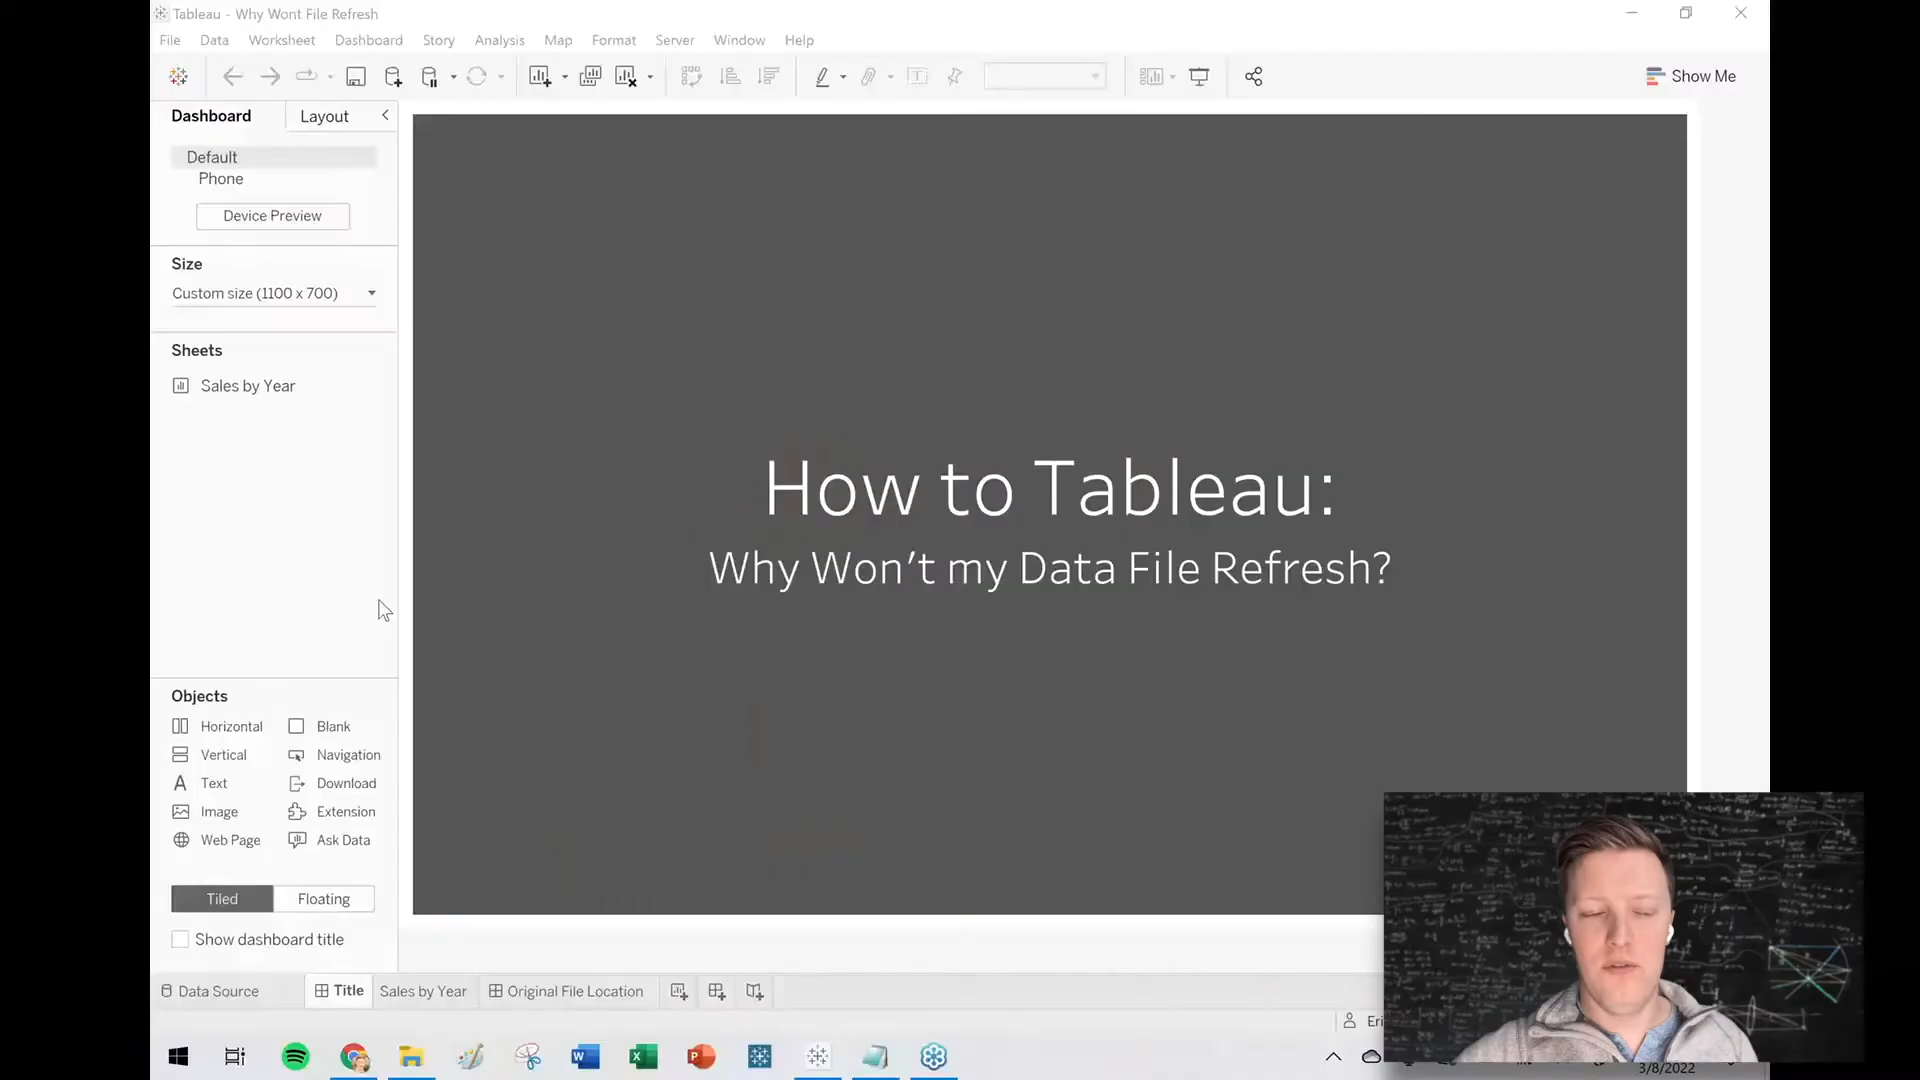 Tableau - Why Wont File Refresh
File Data Worksheet Dashboard Story Analysis Map Format Server Window Help
Show Me
Dashboard Layout
Default
Phone
Device Preview
Size
Custom size (1100 x 700)
Sheets
Sales by Year
How to Tableau:
Why Won't my Data File Refresh?
Objects
Horizontal Blank
Vertical Navigation
Text Download
Image Extension
Web Page Ask Data
Tiled Floating
Show dashboard title
Data Source Title Sales by Year Original File Location
3/8/2022